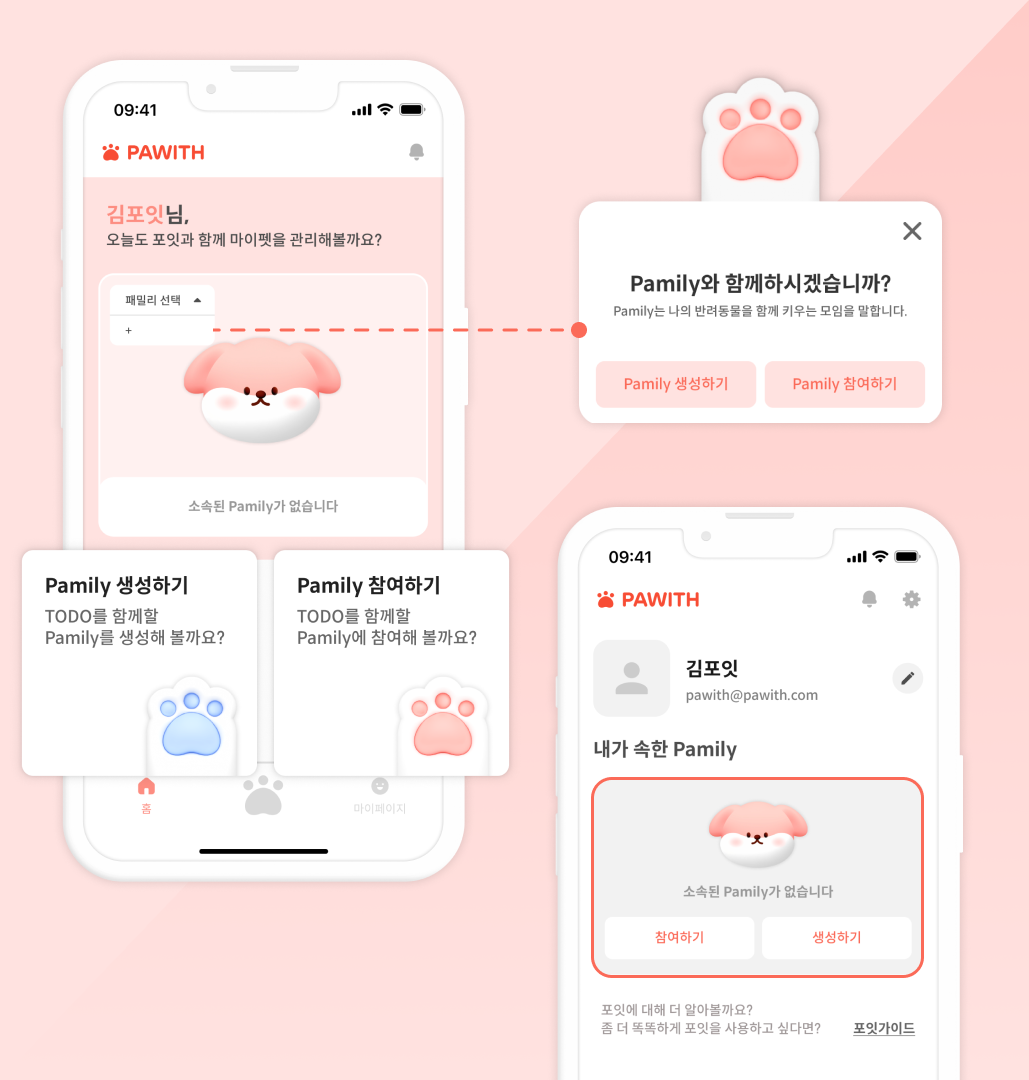 09:41
PAWITH
김포잇님,
오늘도 포잇과 함께 마이펫을 관리해볼까요?
패밀리 선택
+
소속된 Pamily가 없습니다
Pamily 생성하기
TODO를 함께할
Pamily를 생성해 볼까요?
Pamily 참여하기
TODO를 함께할
Pamily에 참여해 볼까요?
홈
마이페이지
Pamily와 함께하시겠습니까?
Pamily는 나의 반려동물을 함께 키우는 모임을 말합니다.
Pamily 생성하기
Pamily 참여하기
09:41
PAWITH
김포잇
pawith@pawith.com
내가 속한 Pamily
소속된 Pamily가 없습니다
참여하기
생성하기
포잇에 대해 더 알아볼까요?
좀 더 똑똑하게 포잇을 사용하고 싶다면?
포잇가이드